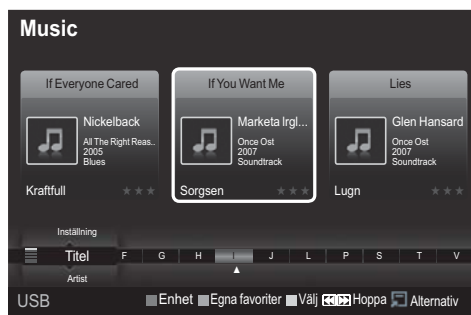 Music
If Everyone Cared
Nickelback
All The Right Reas..
2005
Blues
Kraftfull
If You Want Me
Marketa Irgl...
Once Ost
2007
Soundtrack
Sorgsen
Lies
Glen Hansard
Once Ost
2007
Soundtrack
Lugn
Inställning
Titel F G H I J L P S T V
Artist
USB Enhet Egna favoriter Välj Hoppa Alternativ